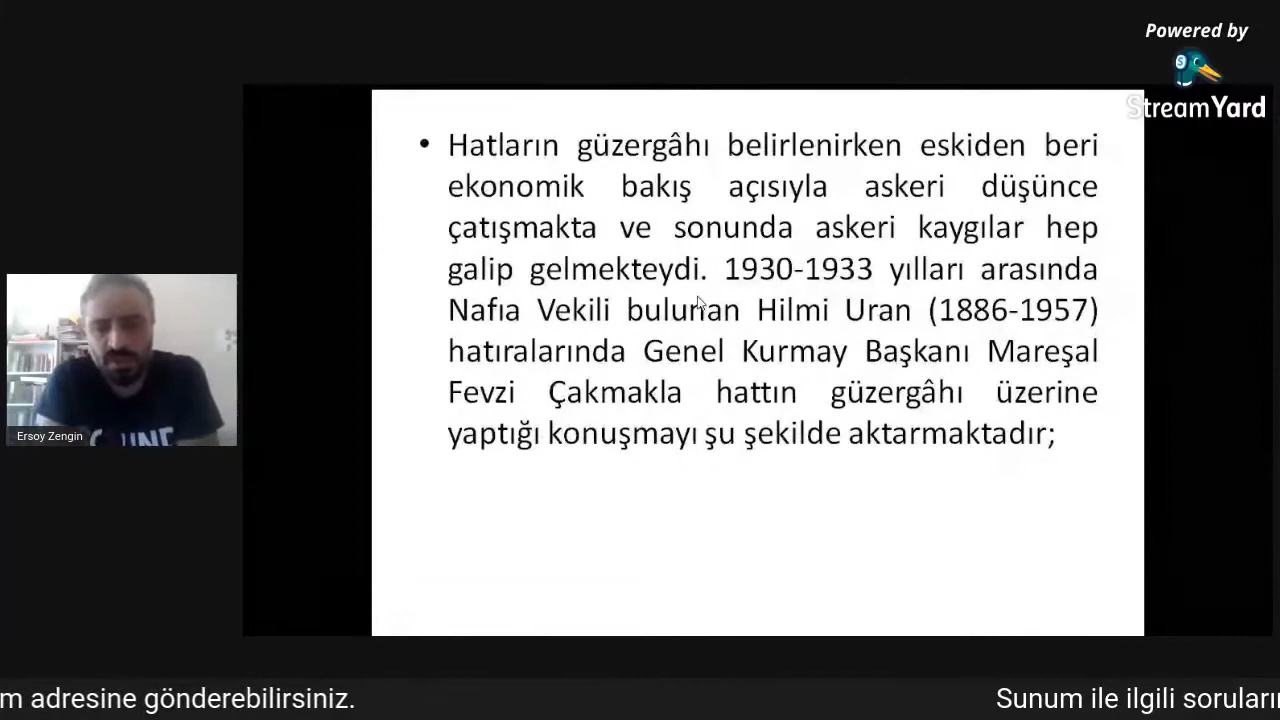 Powered by
StreamYard
• Hatların güzergâhı belirlenirken eskiden beri
ekonomik bakış açısıyla askeri düşünce
çatışmakta ve sonunda askeri kaygılar hep
galip gelmekteydi. 1930-1933 yılları arasında
Nafıa Vekili bulunan Hilmi Uran (1886-1957)
hatıralarında Genel Kurmay Başkanı Mareşal
Fevzi Çakmakla hattın güzergâhı üzerine
yaptığı konuşmayı şu şekilde aktarmaktadır;
Ersoy Zengin
m adresine gönderebilirsiniz.
Sunum ile ilgili soruların